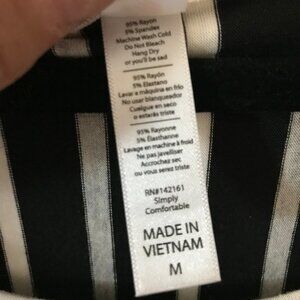 95% Rayon
5% Spandex
Machine Wash Cold
Do Not Bleach
Hang Dry
or you'll be sad
95% Rayón
5% Elastano
Lavar a máquina en frio
No usar blanqueador
Cuelgue en seco
o estarás triste
95% Rayonne
5% Élasthanne
Lavage en machine à froid
Ne pas javelliser
Accrochez sec
ou vous serez triste
RN#142161
Simply
Comfortable
MADE IN
VIETNAM
M